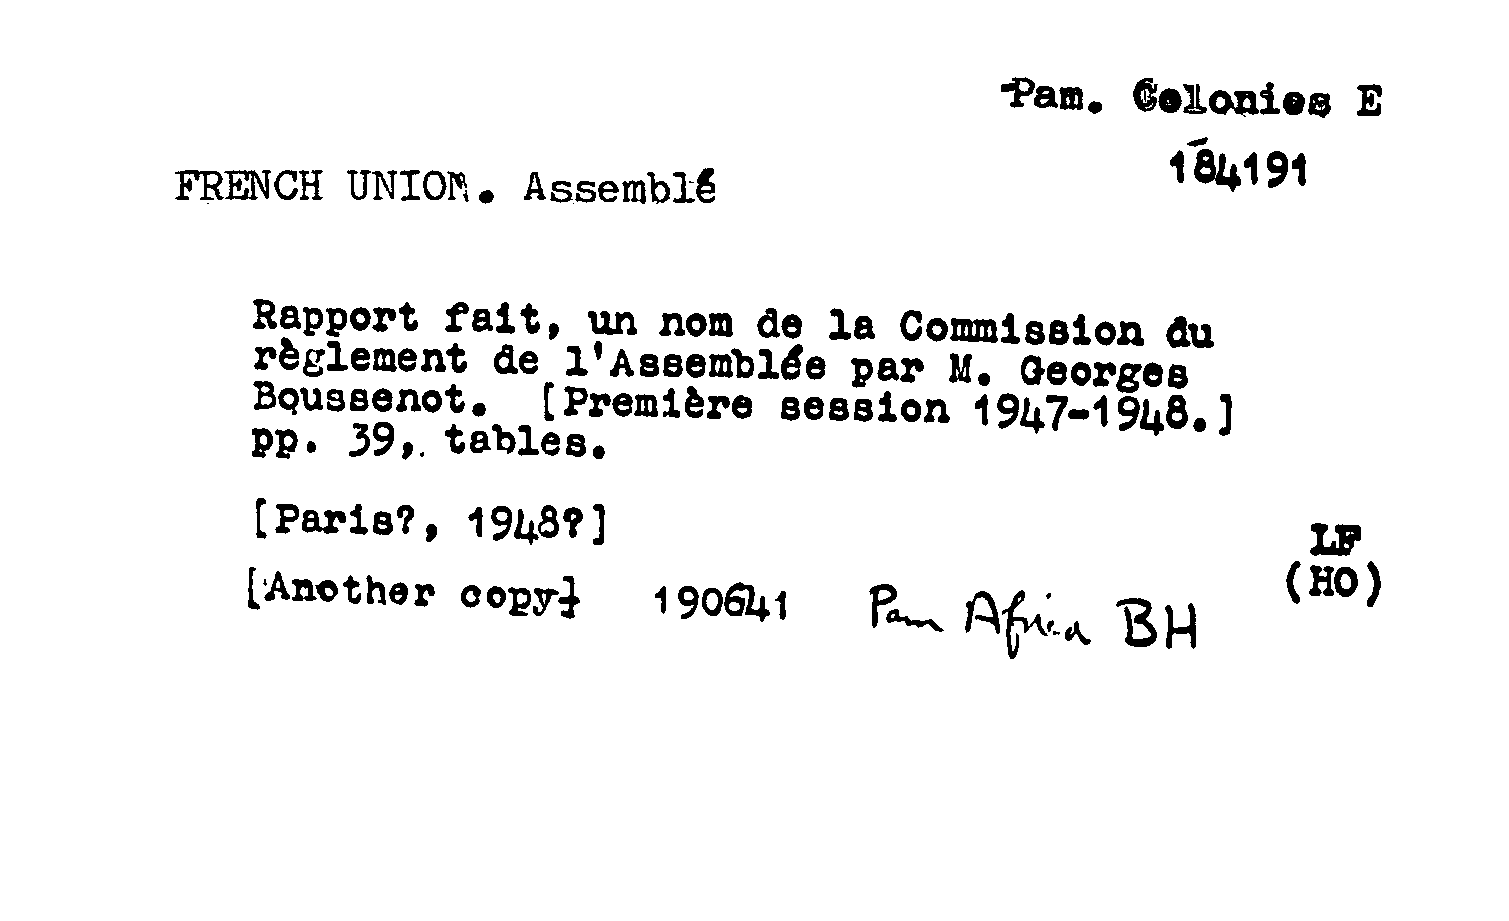 Pam. Colonies E
184191
FRENCH UNION. Assemblé
Rapport fait, un nom de la Commission du
règlement de l'Assemblée par M. Georges
Boussenot. [Première session 1947-1948.]
pp. 39, tables.
[Paris?, 1948?]
LF
(HO)
[Another copy] 190641 Pam Africa BH